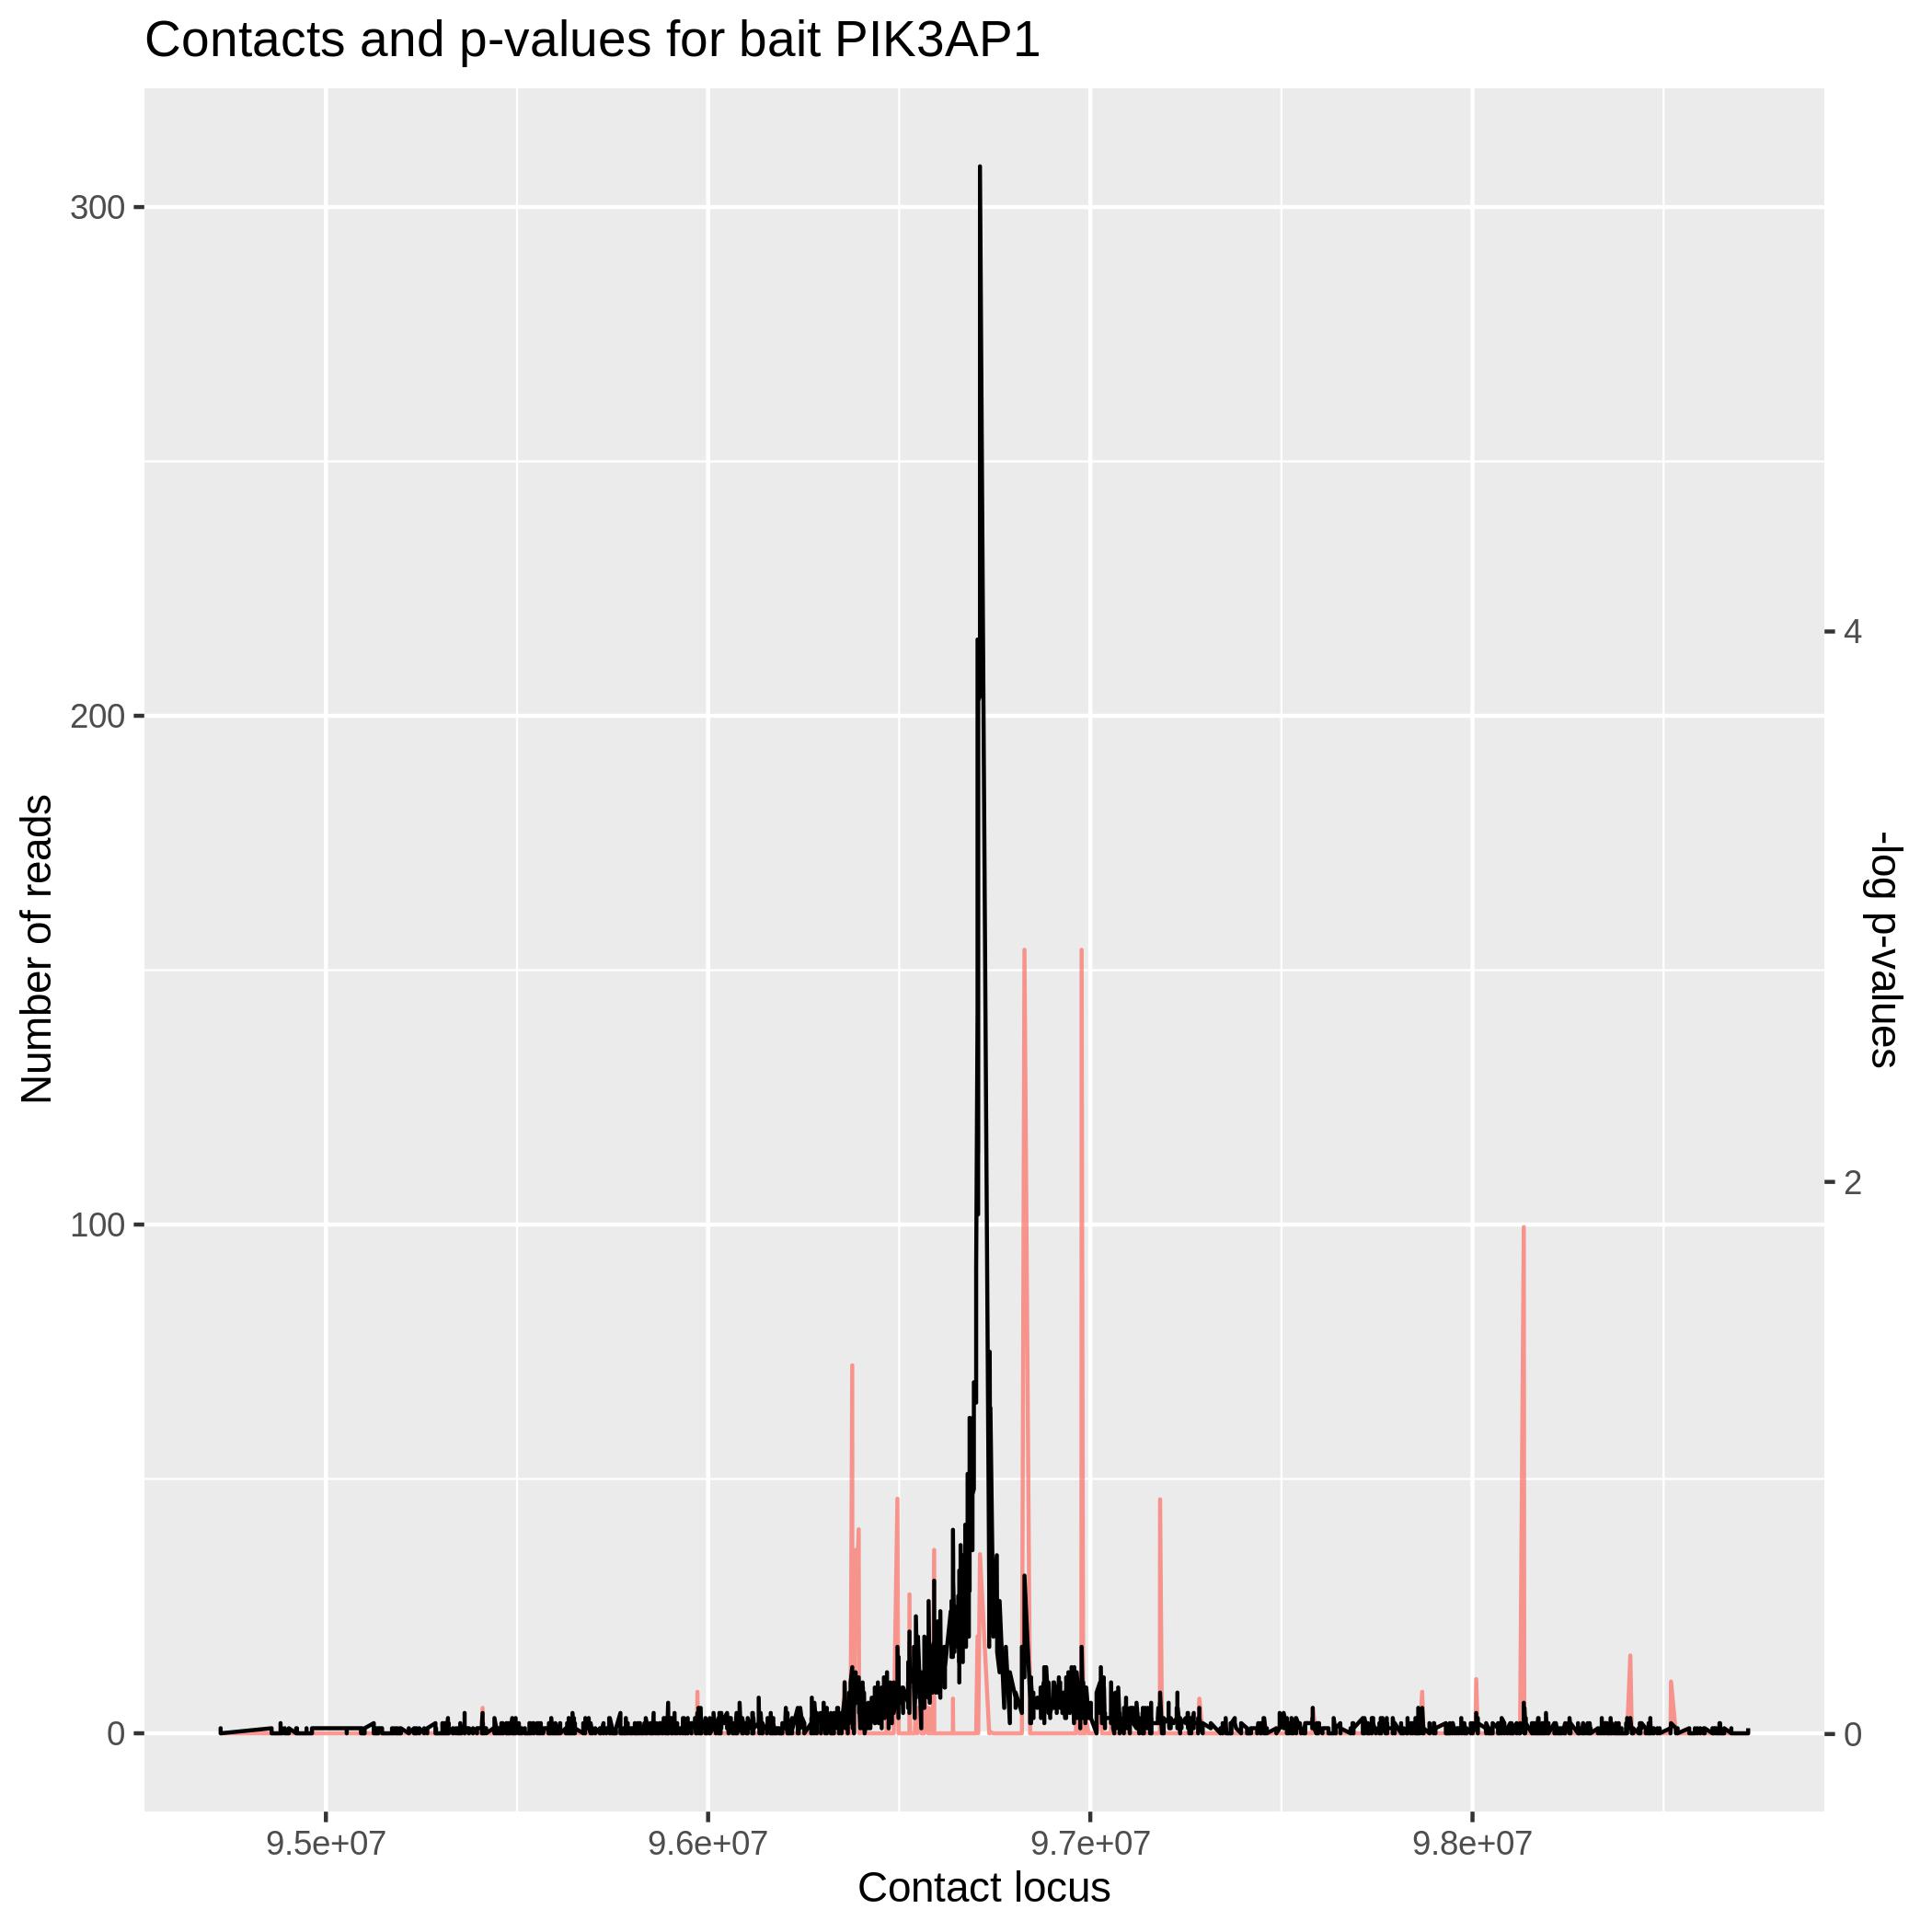 Contacts and p-values for bait PIK3AP1
300
200
100
0
Number of reads
4
2
0
-log p-values
9.5e+07
9.6e+07
9.7e+07
9.8e+07
Contact locus